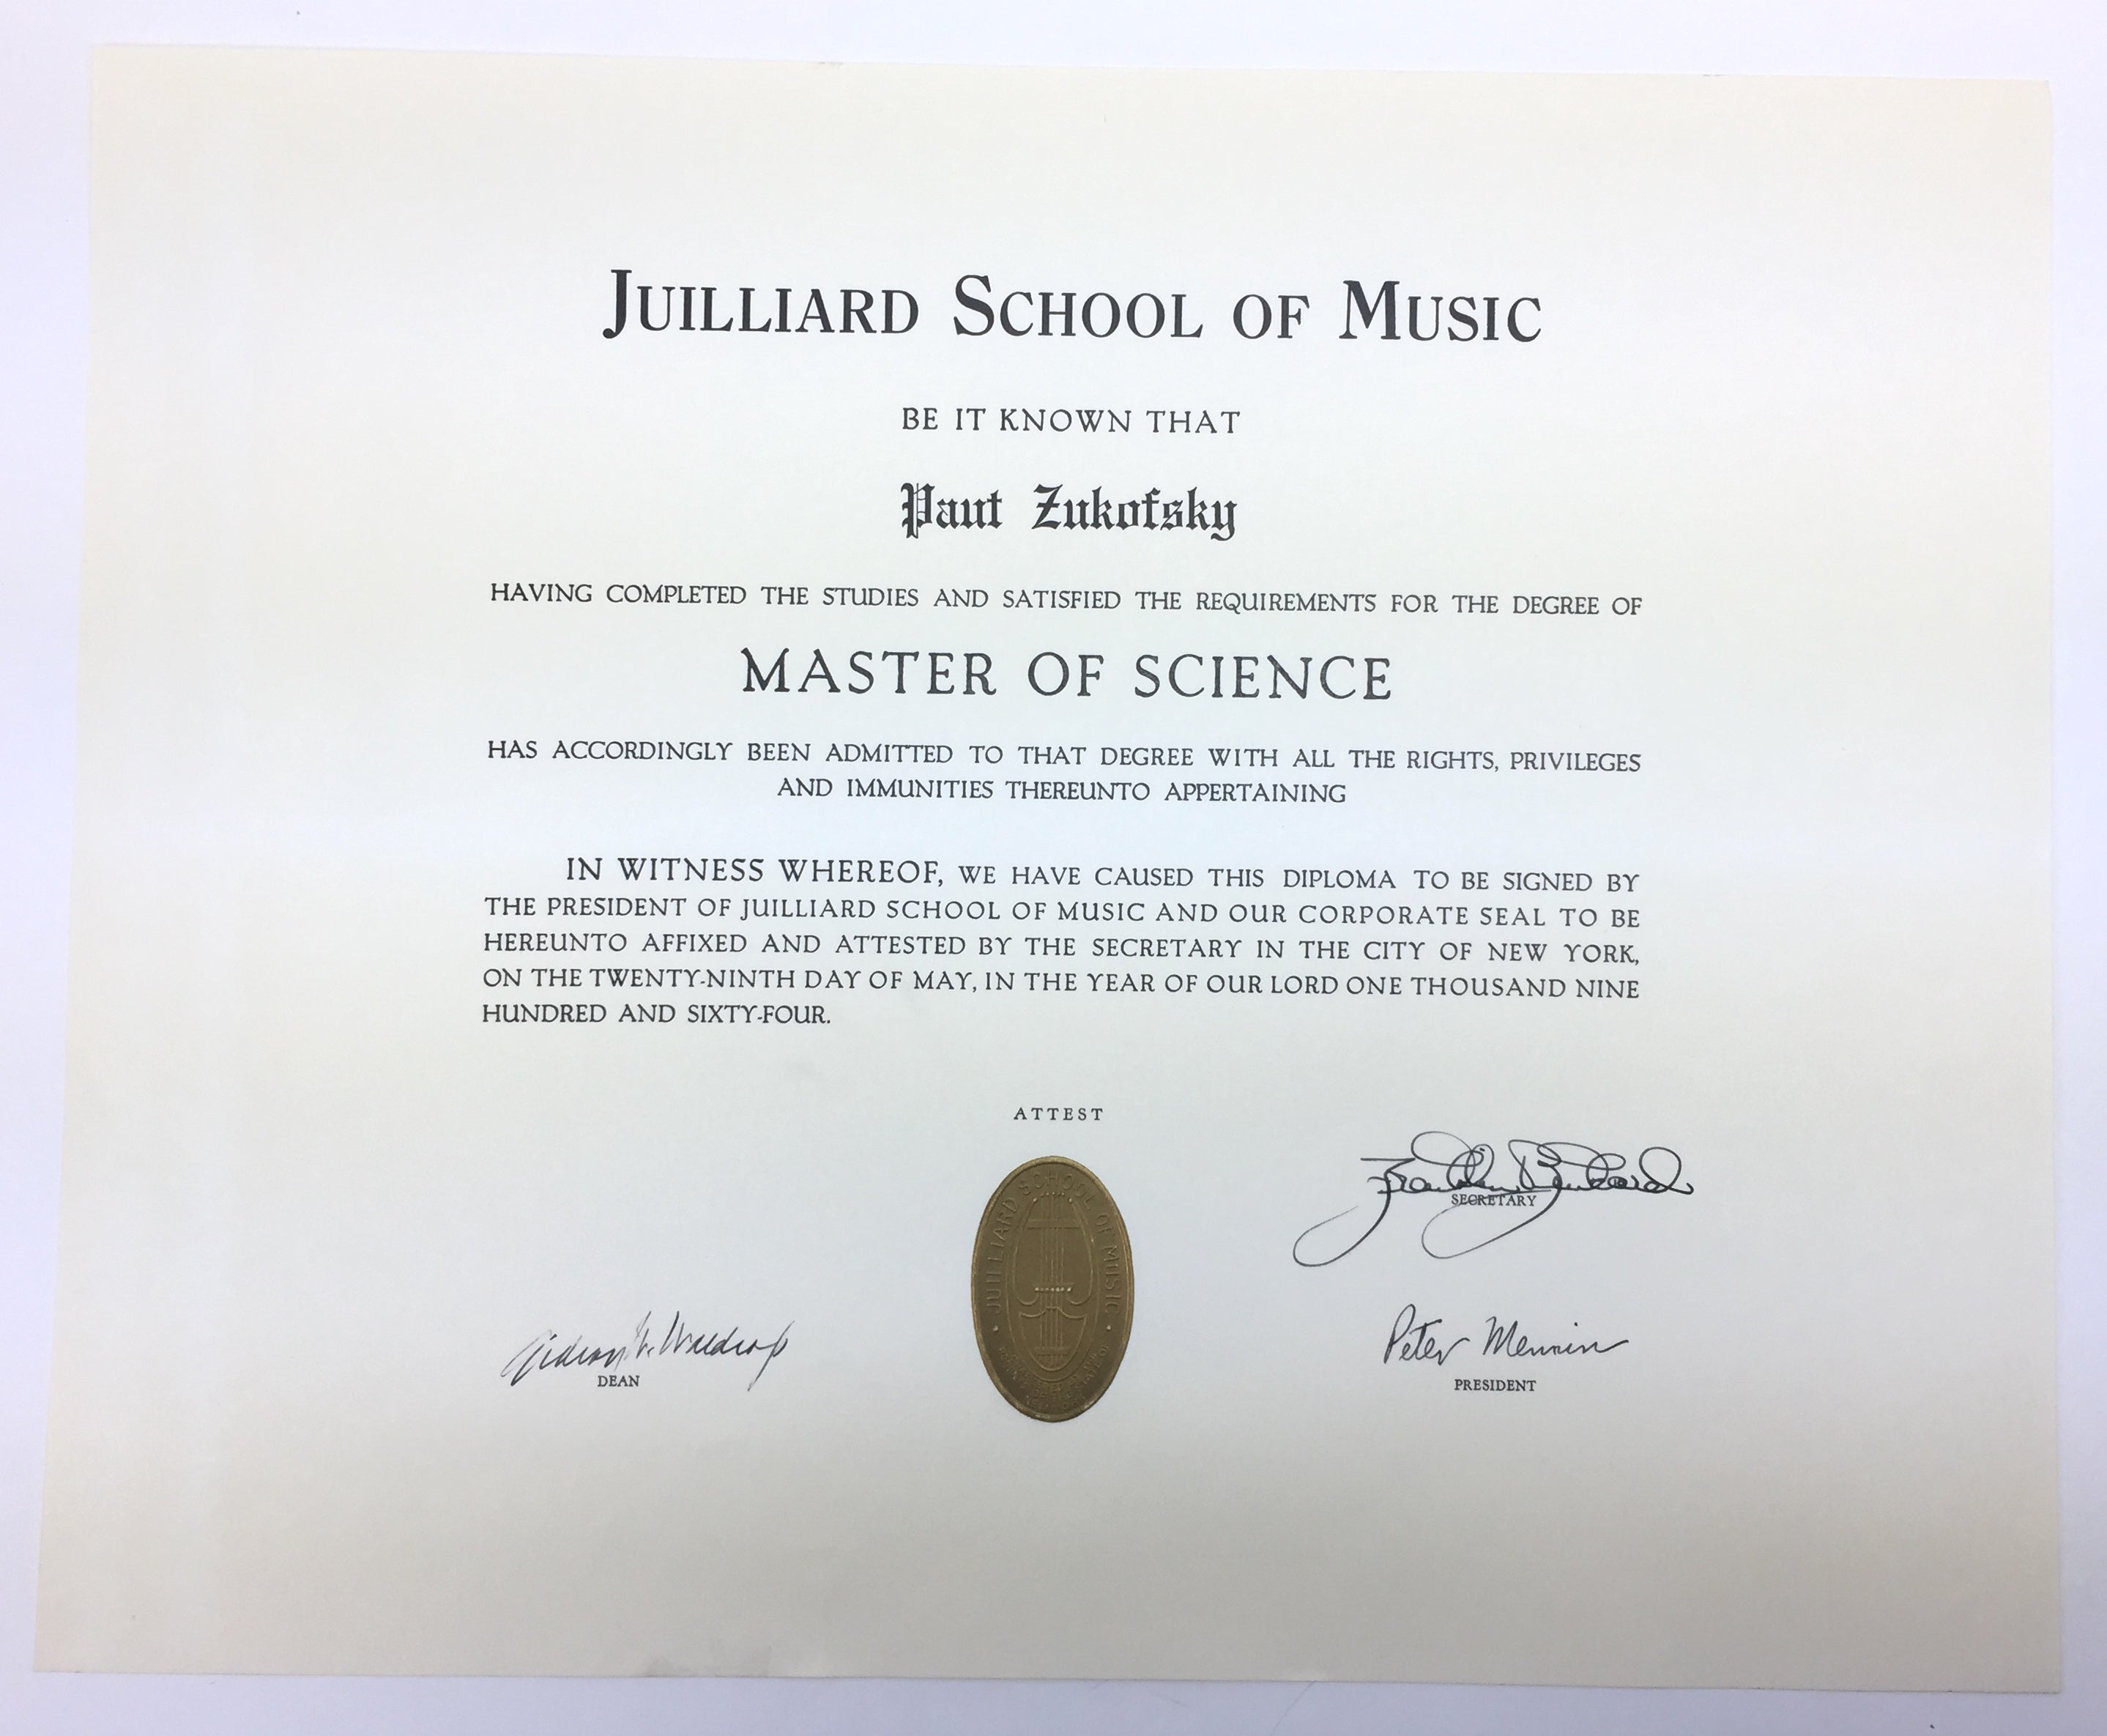 JUILLIARD SCHOOL OF MUSIC
BE IT KNOWN THAT
Paul Zukofsky
HAVING COMPLETED THE STUDIES AND SATISFIED THE REQUIREMENTS FOR THE DEGREE OF
MASTER OF SCIENCE
HAS ACCORDINGLY BEEN ADMITTED TO THAT DEGREE WITH ALL THE RIGHTS, PRIVILEGES
AND IMMUNITIES THEREUNTO APPERTAINING
IN WITNESS WHEREOF, WE HAVE CAUSED THIS DIPLOMA TO BE SIGNED BY
THE PRESIDENT OF JUILLIARD SCHOOL OF MUSIC AND OUR CORPORATE SEAL TO BE
HEREUNTO AFFIXED AND ATTESTED BY THE SECRETARY IN THE CITY OF NEW YORK,
ON THE TWENTY-NINTH DAY OF MAY, IN THE YEAR OF OUR LORD ONE THOUSAND NINE
HUNDRED AND SIXTY-FOUR.
ATTEST
JUILLIARD SCHOOL OF MUSIC
SECRETARY
Peter Mennin
DEAN
PRESIDENT